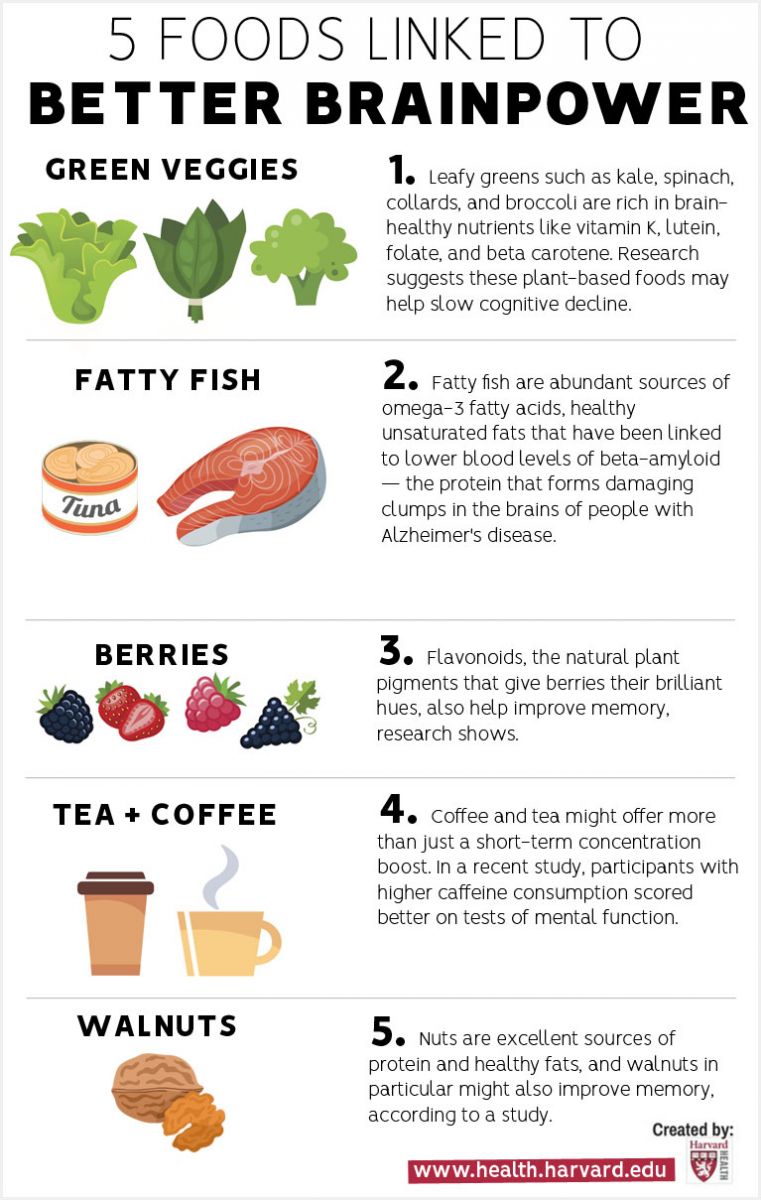 5 FOODS LINKED TO
BETTER BRAINPOWER
GREEN VEGGIES
1. Leafy greens such as kale, spinach,
collards, and broccoli are rich in brain-
healthy nutrients like vitamin K, lutein,
folate, and beta carotene. Research
suggests these plant-based foods may
help slow cognitive decline.
FATTY FISH
Tuna
2. Fatty fish are abundant sources of
omega-3 fatty acids, healthy
unsaturated fats that have been linked
to lower blood levels of beta-amyloid
— the protein that forms damaging
clumps in the brains of people with
Alzheimer's disease.
BERRIES
3. Flavonoids, the natural plant
pigments that give berries their brilliant
hues, also help improve memory,
research shows.
TEA + COFFEE
4. Coffee and tea might offer more
than just a short-term concentration
boost. In a recent study, participants with
higher caffeine consumption scored
better on tests of mental function.
WALNUTS
5. Nuts are excellent sources of
protein and healthy fats, and walnuts in
particular might also improve memory,
according to a study.
Created by:
Harvard
HEALTH
www.health.harvard.edu